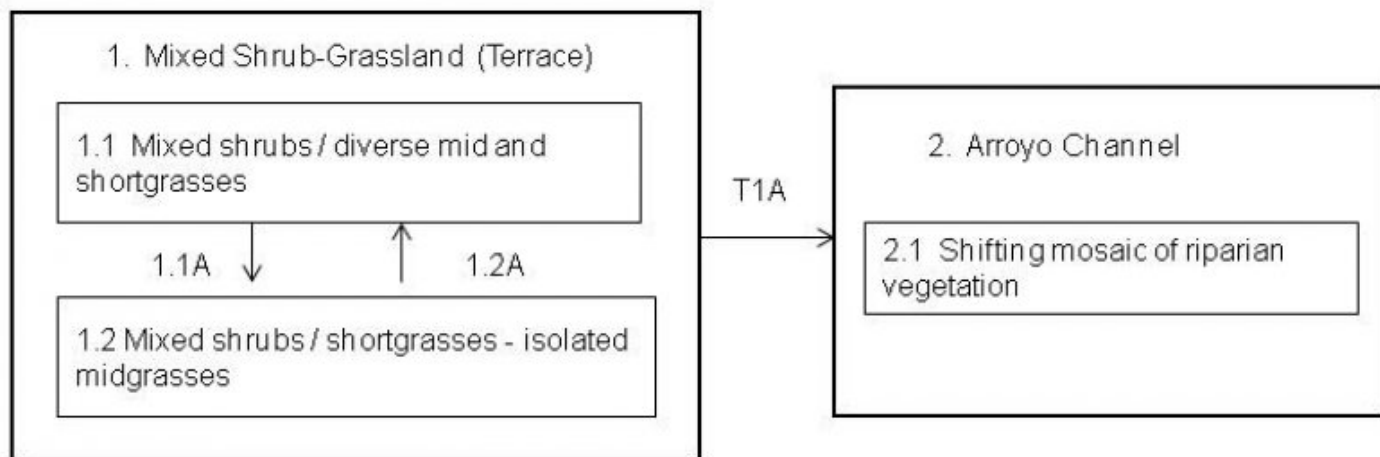 1. Mixed Shrub-Grassland (Terrace)
1.1 Mixed shrubs / diverse mid and
shortgrasses
1.1A
1.2A
1.2 Mixed shrubs / shortgrasses - isolated
midgrasses
T1A
2. Arroyo Channel
2.1 Shifting mosaic of riparian
vegetation